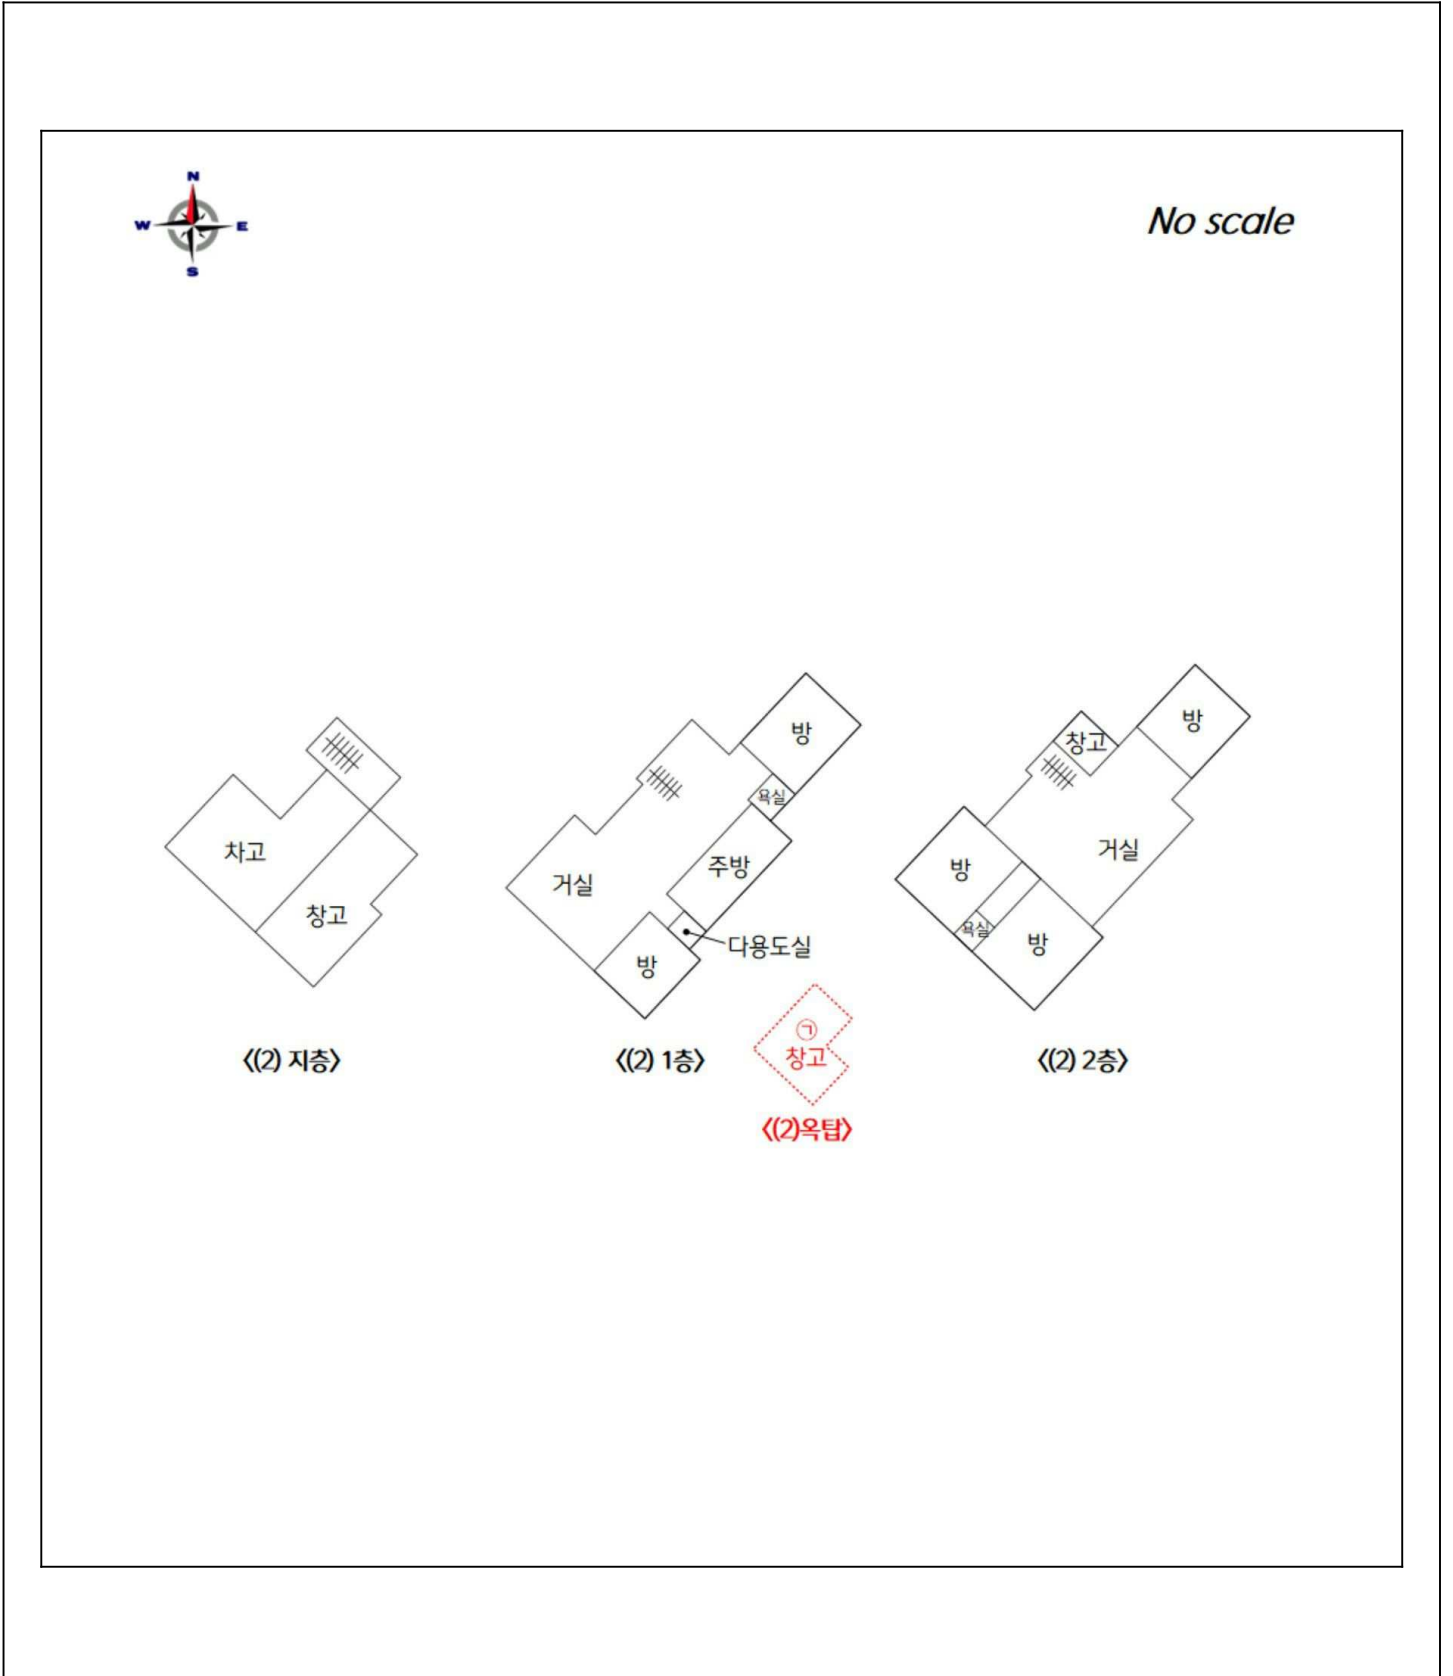 N
W E
S
No scale
차고
창고
방
욕실
주방
거실
방
다용도실
방
창고
거실
방
욕실
방
〈(2) 지층〉
〈(2) 1층〉
㉠
창고
〈(2)옥탑〉
〈(2) 2층〉